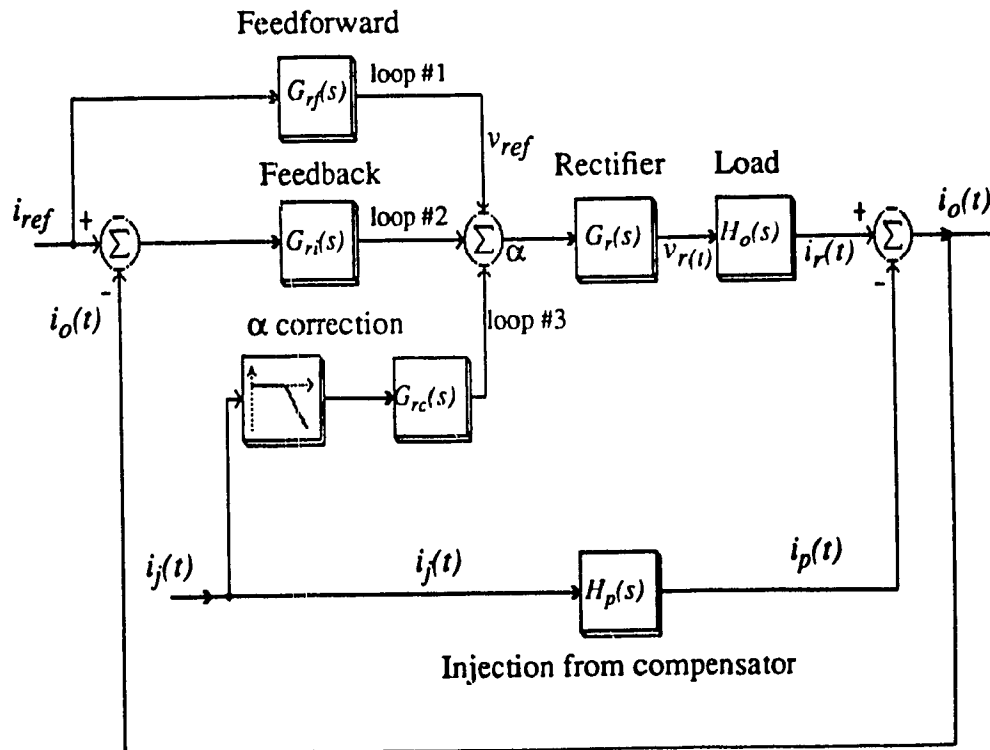 Feedforward
loop #1
G_rf(s)
v_ref
Feedback
Rectifier
Load
i_ref
+
Σ
G_ri(s)
loop #2
Σ
α
G_r(s)
v_r(t)
H_o(s)
i_r(t)
+
Σ
i_o(t)
-
i_o(t)
-
α correction
loop #3
G_rc(s)
i_j(t)
i_j(t)
H_p(s)
i_p(t)
Injection from compensator